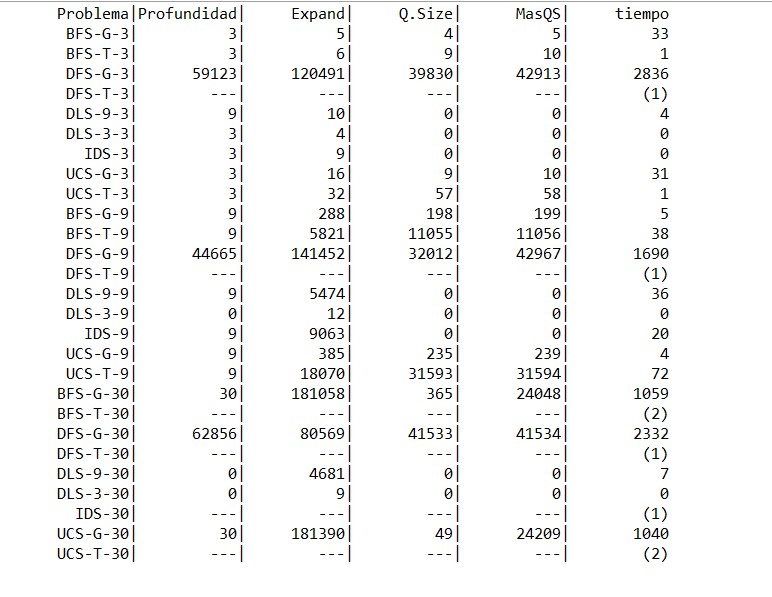 Problema|Profundidad|     Expand|     Q.Size|      MasQS|     tiempo
 BFS-G-3|          3|          5|          4|          5|         33
 BFS-T-3|          3|          6|          9|         10|          1
 DFS-G-3|      59123|     120491|      39830|      42913|       2836
 DFS-T-3|        ---|        ---|        ---|        ---|        (1)
 DLS-9-3|          9|         10|          0|          0|          4
 DLS-3-3|          3|          4|          0|          0|          0
   IDS-3|          3|          9|          0|          0|          0
 UCS-G-3|          3|         16|          9|         10|         31
 UCS-T-3|          3|         32|         57|         58|          1
 BFS-G-9|          9|        288|        198|        199|          5
 BFS-T-9|          9|       5821|      11055|      11056|         38
 DFS-G-9|      44665|     141452|      32012|      42967|       1690
 DFS-T-9|        ---|        ---|        ---|        ---|        (1)
 DLS-9-9|          9|       5474|          0|          0|         36
 DLS-3-9|          0|         12|          0|          0|          0
   IDS-9|          9|       9063|          0|          0|         20
 UCS-G-9|          9|        385|        235|        239|          4
 UCS-T-9|          9|      18070|      31593|      31594|         72
BFS-G-30|         30|     181058|        365|      24048|       1059
BFS-T-30|        ---|        ---|        ---|        ---|        (2)
DFS-G-30|      62856|      80569|      41533|      41534|       2332
DFS-T-30|        ---|        ---|        ---|        ---|        (1)
DLS-9-30|          0|       4681|          0|          0|          7
DLS-3-30|          0|          9|          0|          0|          0
  IDS-30|        ---|        ---|        ---|        ---|        (1)
UCS-G-30|         30|     181390|         49|      24209|       1040
UCS-T-30|        ---|        ---|        ---|        ---|        (2)